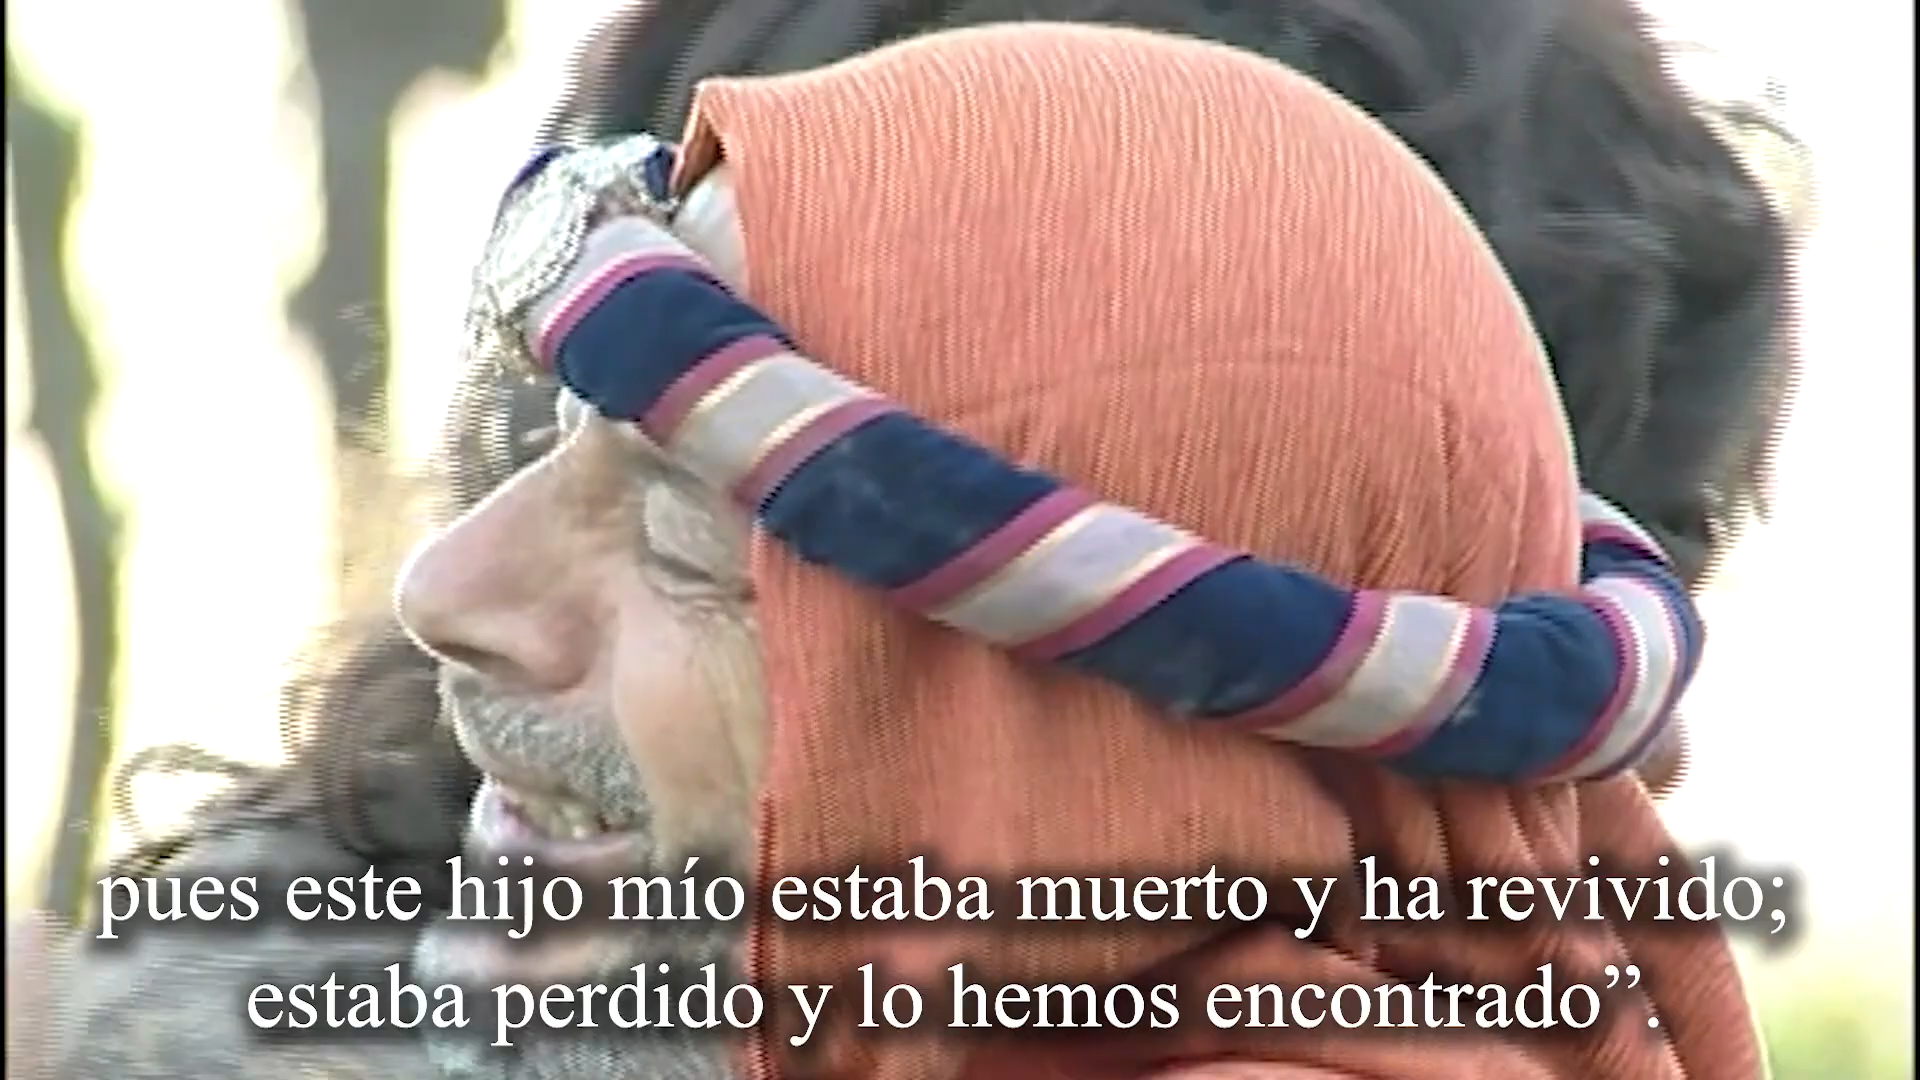 pues este hijo mío estaba muerto y ha revivido;
estaba perdido y lo hemos encontrado”.